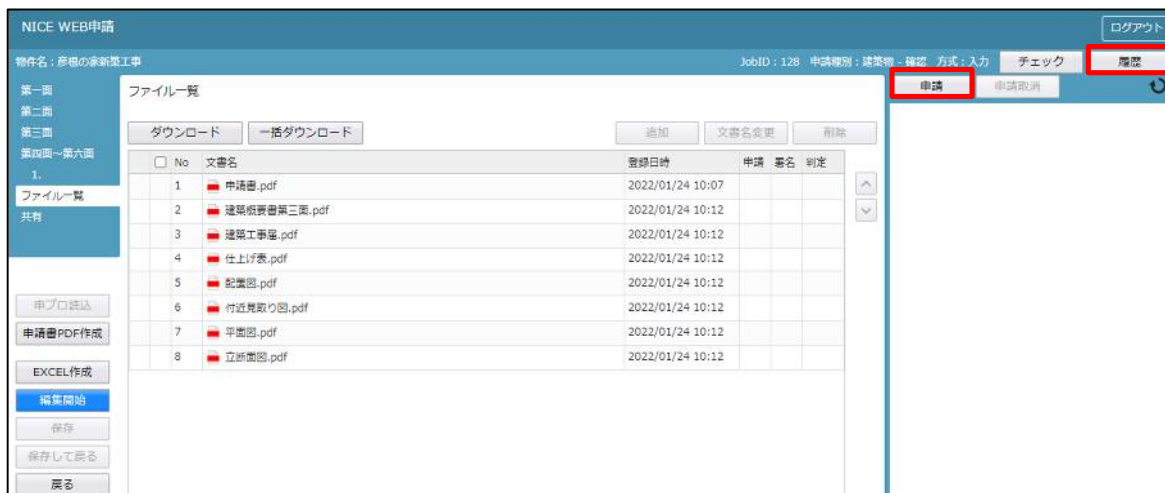 NICE WEB申請
ログアウト
物件名：彦根の家新築工事
JobID：128 申請種別：建築物 - 確認 方式：入力
チェック
履歴
申請
申請取消
第一面
第二面
第三面
第四面～第六面
1.
ファイル一覧
共有
ファイル一覧
ダウンロード
一括ダウンロード
追加
文書名変更
削除
No 文書名 登録日時 申請 署名 判定
1 申請書.pdf 2022/01/24 10:07
2 建築概要書第三面.pdf 2022/01/24 10:12
3 建築工事届.pdf 2022/01/24 10:12
4 仕上げ表.pdf 2022/01/24 10:12
5 配置図.pdf 2022/01/24 10:12
6 付近見取り図.pdf 2022/01/24 10:12
7 平面図.pdf 2022/01/24 10:12
8 立断面図.pdf 2022/01/24 10:12
申プロ読込
申請書PDF作成
EXCEL作成
編集開始
保存
保存して戻る
戻る